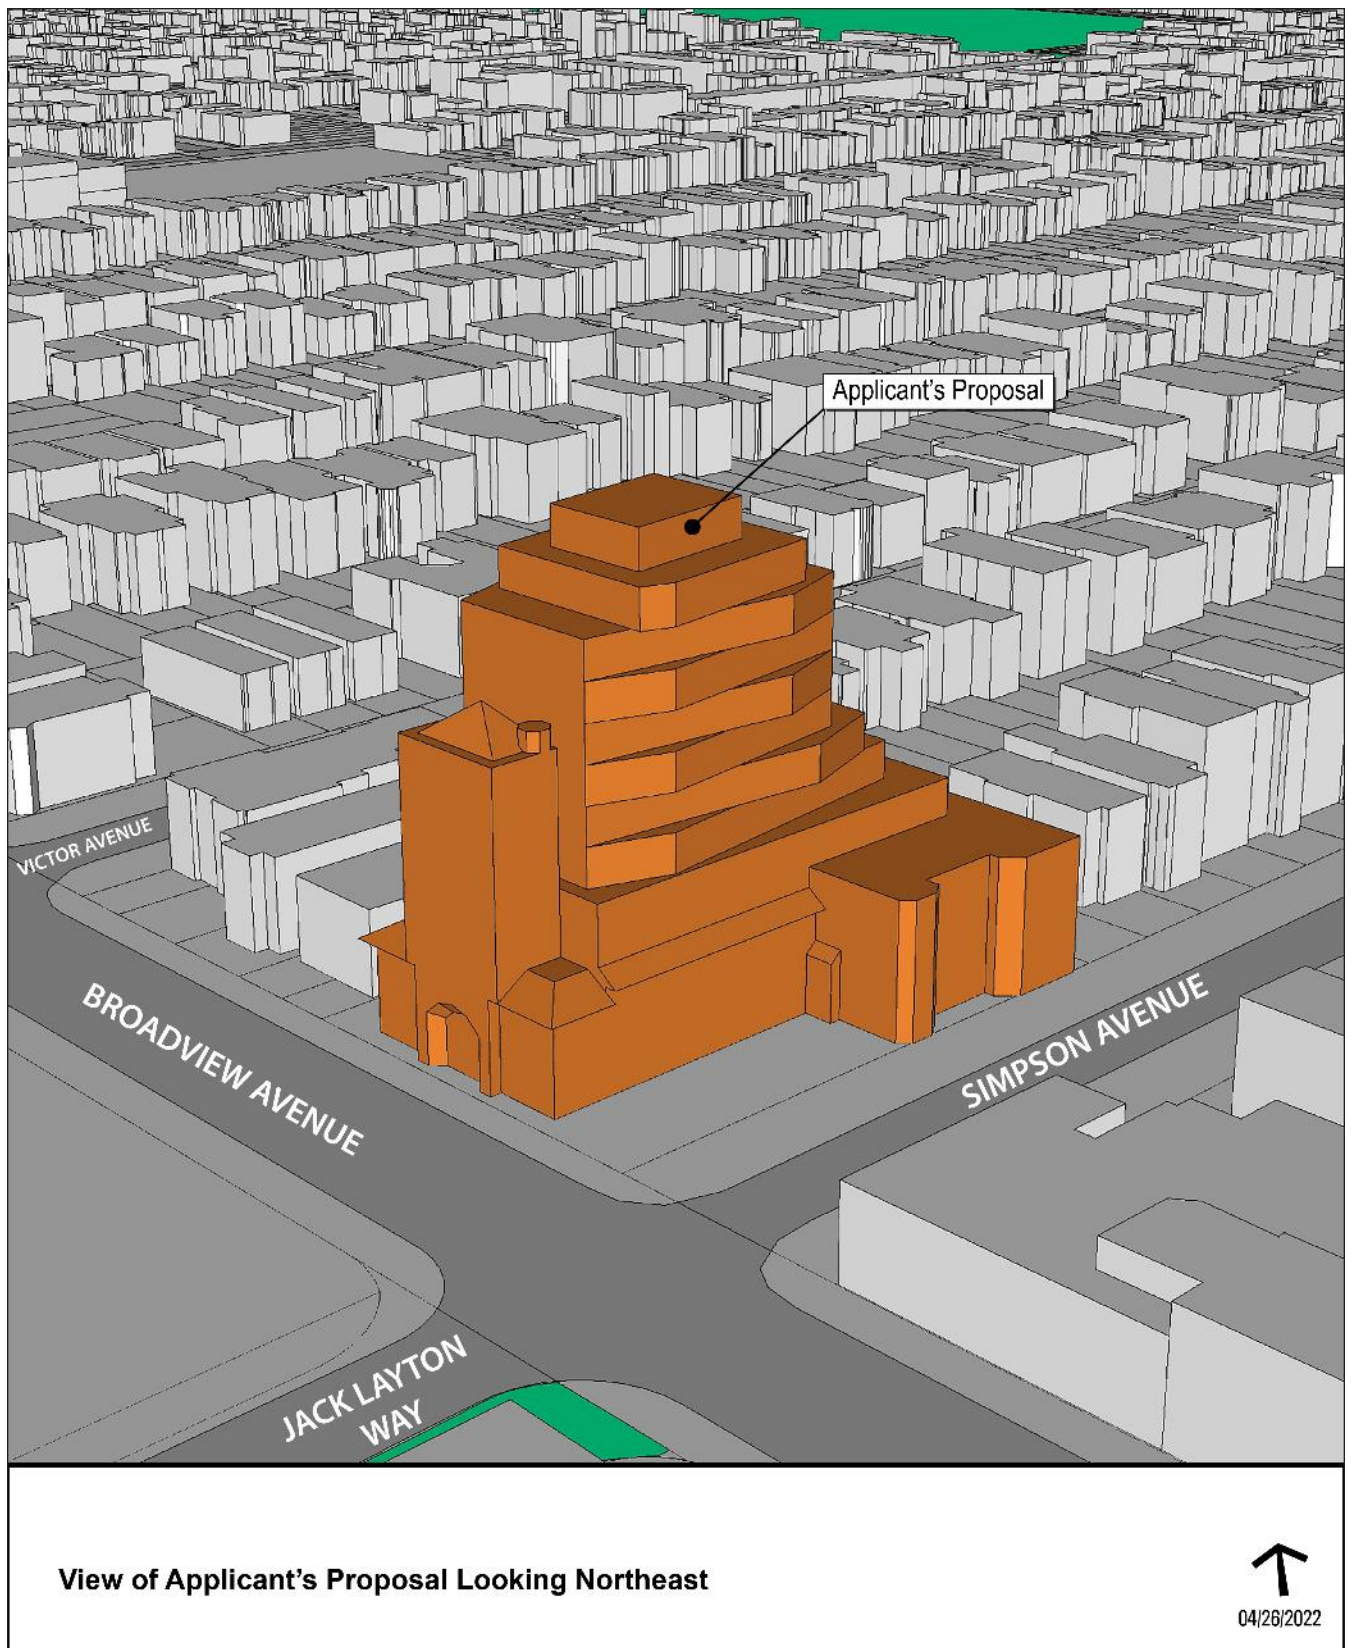 Applicant's Proposal
VICTOR AVENUE
BROADVIEW AVENUE
SIMPSON AVENUE
JACK LAYTON
WAY
View of Applicant's Proposal Looking Northeast
04/26/2022